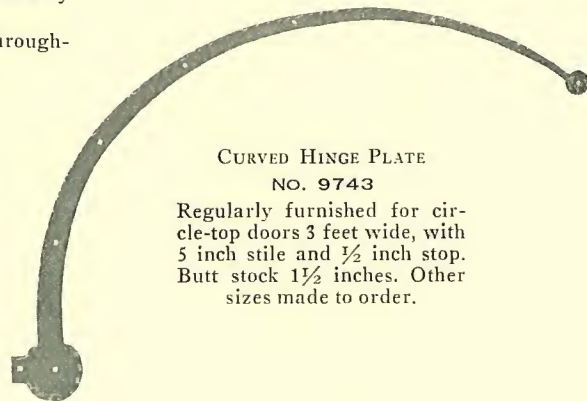 hrough-
CURVED HINGE PLATE
NO. 9743
Regularly furnished for cir-
cle-top doors 3 feet wide, with
5 inch stile and ½ inch stop.
Butt stock 1½ inches. Other
sizes made to order.